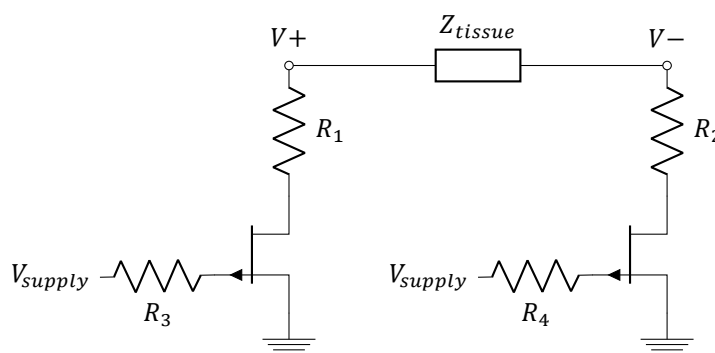 V+
Z_tissue
V−
R_1
R_2
V_supply
R_3
V_supply
R_4